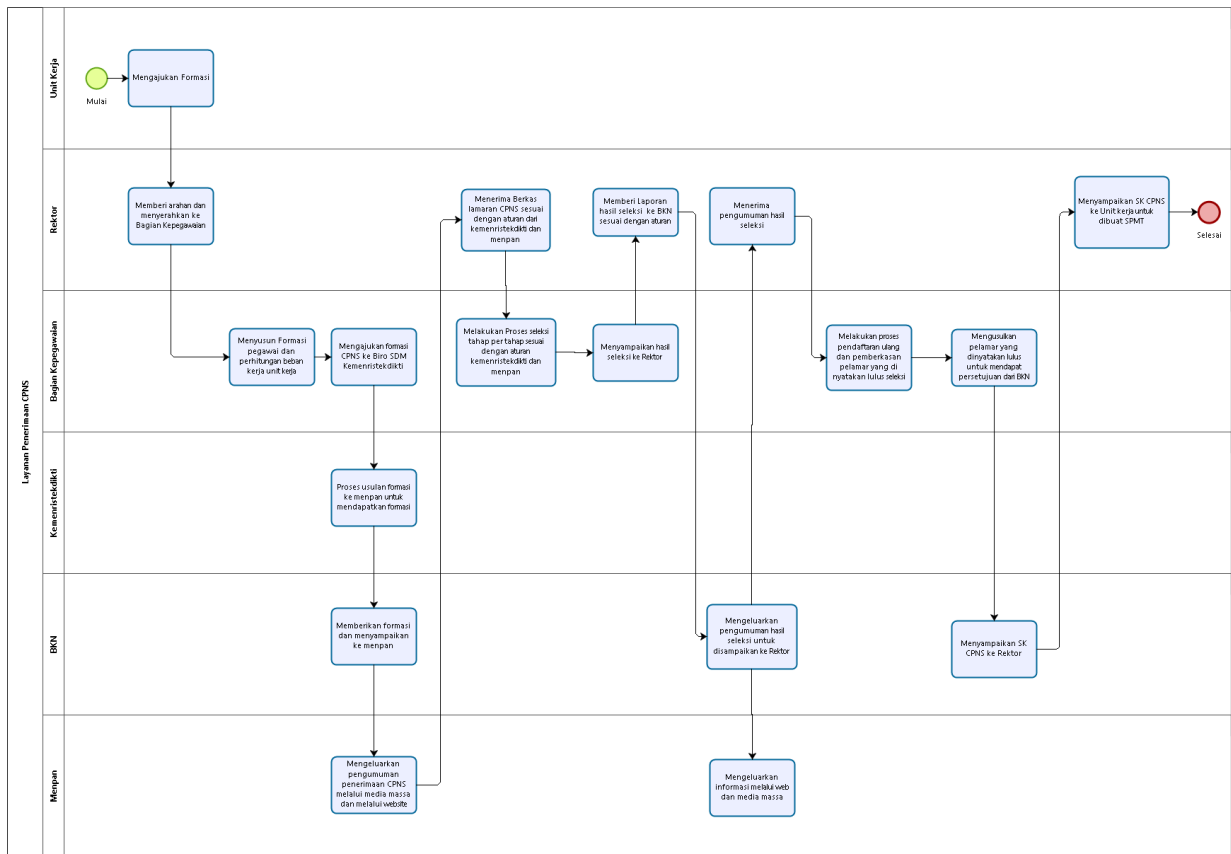 Layanan Penerimaan CPNS
Unit Kerja
Mulai
Mengajukan Formasi
Rektor
Memberi arahan dan
menyerahkan ke
Bagian Kepegawaian
Menerima Berkas
lamaran CPNS sesuai
dengan aturan dari
kemenristekdikti dan
menpan
Memberi Laporan
hasil seleksi ke BKN
sesuai dengan aturan
Menerima
pengumuman hasil
seleksi
Menyampaikan SK CPNS
ke Unit kerja untuk
dibuat SPMT
Selesai
Bagian Kepegawaian
Menyusun Formasi
pegawai dan
perhitungan beban
kerja unit kerja
Mengajukan formasi
CPNS ke Biro SDM
Kemenristekdikti
Melakukan Proses seleksi
tahap per tahap sesuai
dengan aturan
kemenristekdikti dan
menpan
Menyampaikan hasil
seleksi ke Rektor
Melakukan proses
pendaftaran ulang
dan pemberkasan
pelamar yang di
nyatakan lulus seleksi
Mengusulkan
pelamar yang
dinyatakan lulus
untuk mendapat
persetujuan dari BKN
Kemenristekdikti
Proses usulan formasi
ke menpan untuk
mendapatkan formasi
BKN
Memberikan formasi
dan menyampaikan
ke menpan
Mengeluarkan
pengumuman hasil
seleksi untuk
disampaikan ke Rektor
Menyampaikan SK
CPNS ke Rektor
Menpan
Mengeluarkan
pengumuman
penerimaan CPNS
melalui media massa
dan melalui website
Mengeluarkan
informasi melalui web
dan media massa